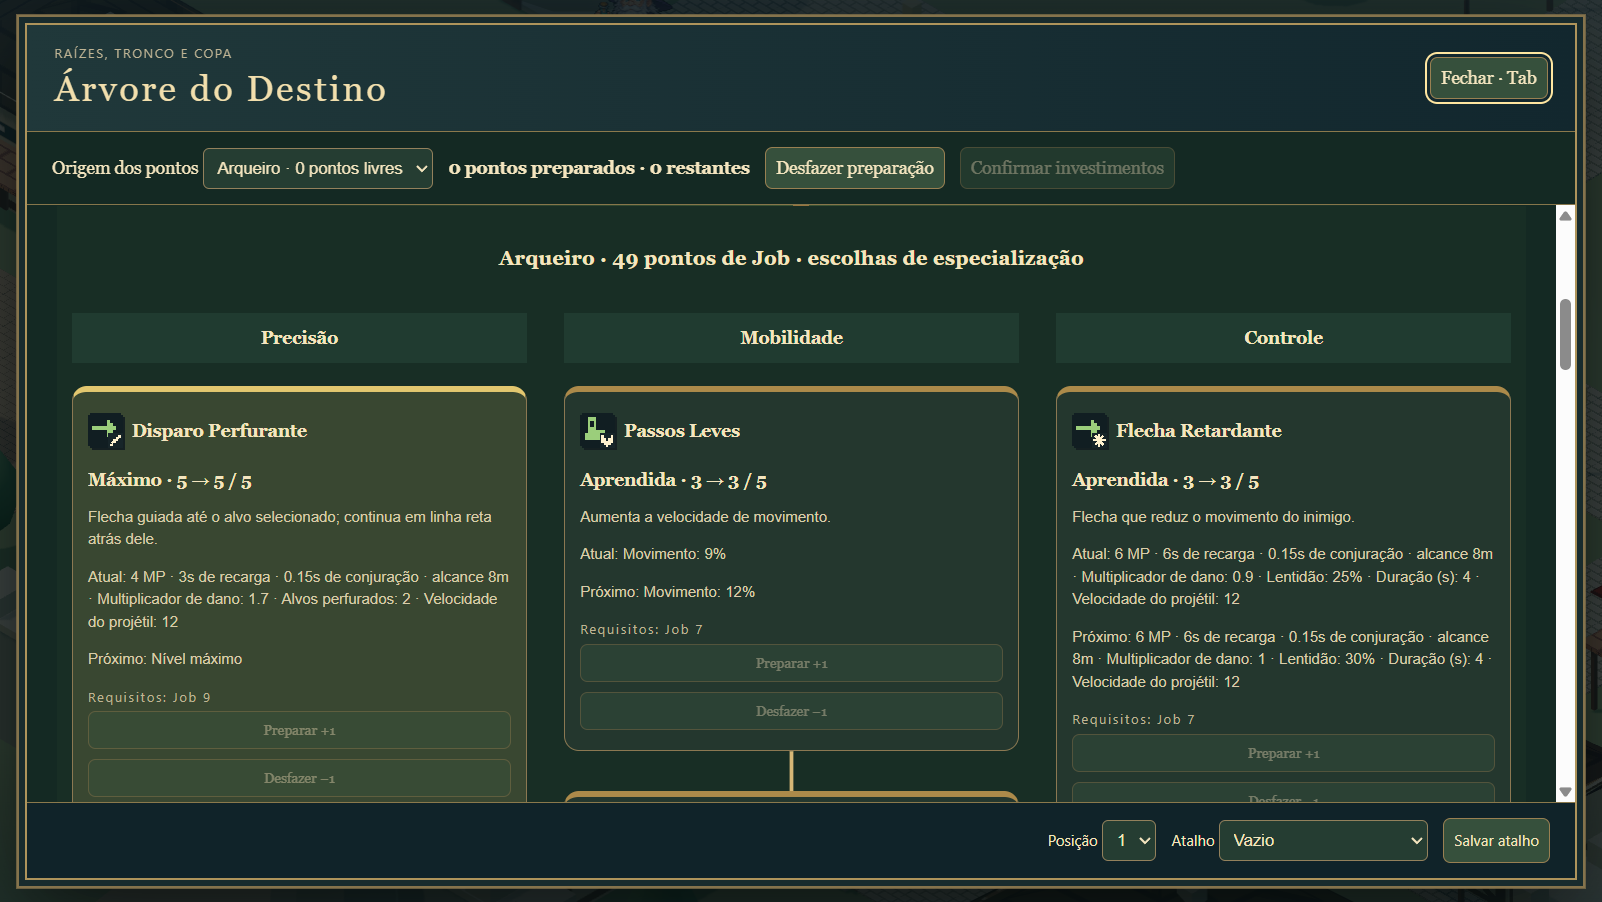 RAÍZES, TRONCO E COPA
Árvore do Destino
Fechar · Tab
Origem dos pontos
Arqueiro · 0 pontos livres
0 pontos preparados · 0 restantes
Desfazer preparação
Confirmar investimentos
Arqueiro · 49 pontos de Job · escolhas de especialização
Precisão
Disparo Perfurante
Máximo · 5 → 5 / 5
Flecha guiada até o alvo selecionado; continua em linha reta
atrás dele.
Atual: 4 MP · 3s de recarga · 0.15s de conjuração · alcance 8m
· Multiplicador de dano: 1.7 · Alvos perfurados: 2 · Velocidade
do projétil: 12
Próximo: Nível máximo
Requisitos: Job 9
Preparar +1
Desfazer −1
Mobilidade
Passos Leves
Aprendida · 3 → 3 / 5
Aumenta a velocidade de movimento.
Atual: Movimento: 9%
Próximo: Movimento: 12%
Requisitos: Job 7
Preparar +1
Desfazer −1
Controle
Flecha Retardante
Aprendida · 3 → 3 / 5
Flecha que reduz o movimento do inimigo.
Atual: 6 MP · 6s de recarga · 0.15s de conjuração · alcance 8m
· Multiplicador de dano: 0.9 · Lentidão: 25% · Duração (s): 4 ·
Velocidade do projétil: 12
Próximo: 6 MP · 6s de recarga · 0.15s de conjuração · alcance
8m · Multiplicador de dano: 1 · Lentidão: 30% · Duração (s): 4 ·
Velocidade do projétil: 12
Requisitos: Job 7
Preparar +1
Desfazer −1
Posição
1
Atalho
Vazio
Salvar atalho